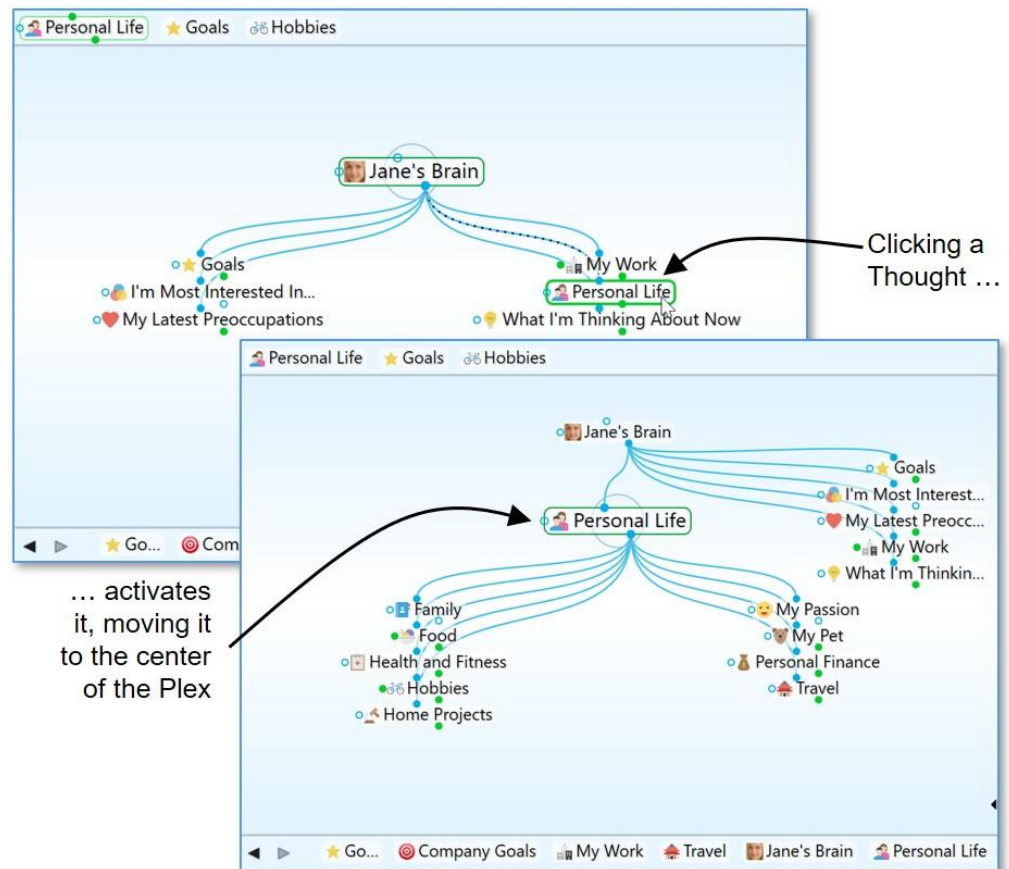 Personal Life Goals Hobbies
Jane's Brain
Goals
I'm Most Interested In...
My Latest Preoccupations
My Work
Personal Life
What I'm Thinking About Now
Clicking a
Thought …
Go... Com
Personal Life Goals Hobbies
Jane's Brain
Goals
I'm Most Interest...
My Latest Preocc...
My Work
What I'm Thinkin...
Personal Life
… activates
it, moving it
to the center
of the Plex
Family
Food
Health and Fitness
Hobbies
Home Projects
My Passion
My Pet
Personal Finance
Travel
Go... Company Goals My Work Travel Jane's Brain Personal Life